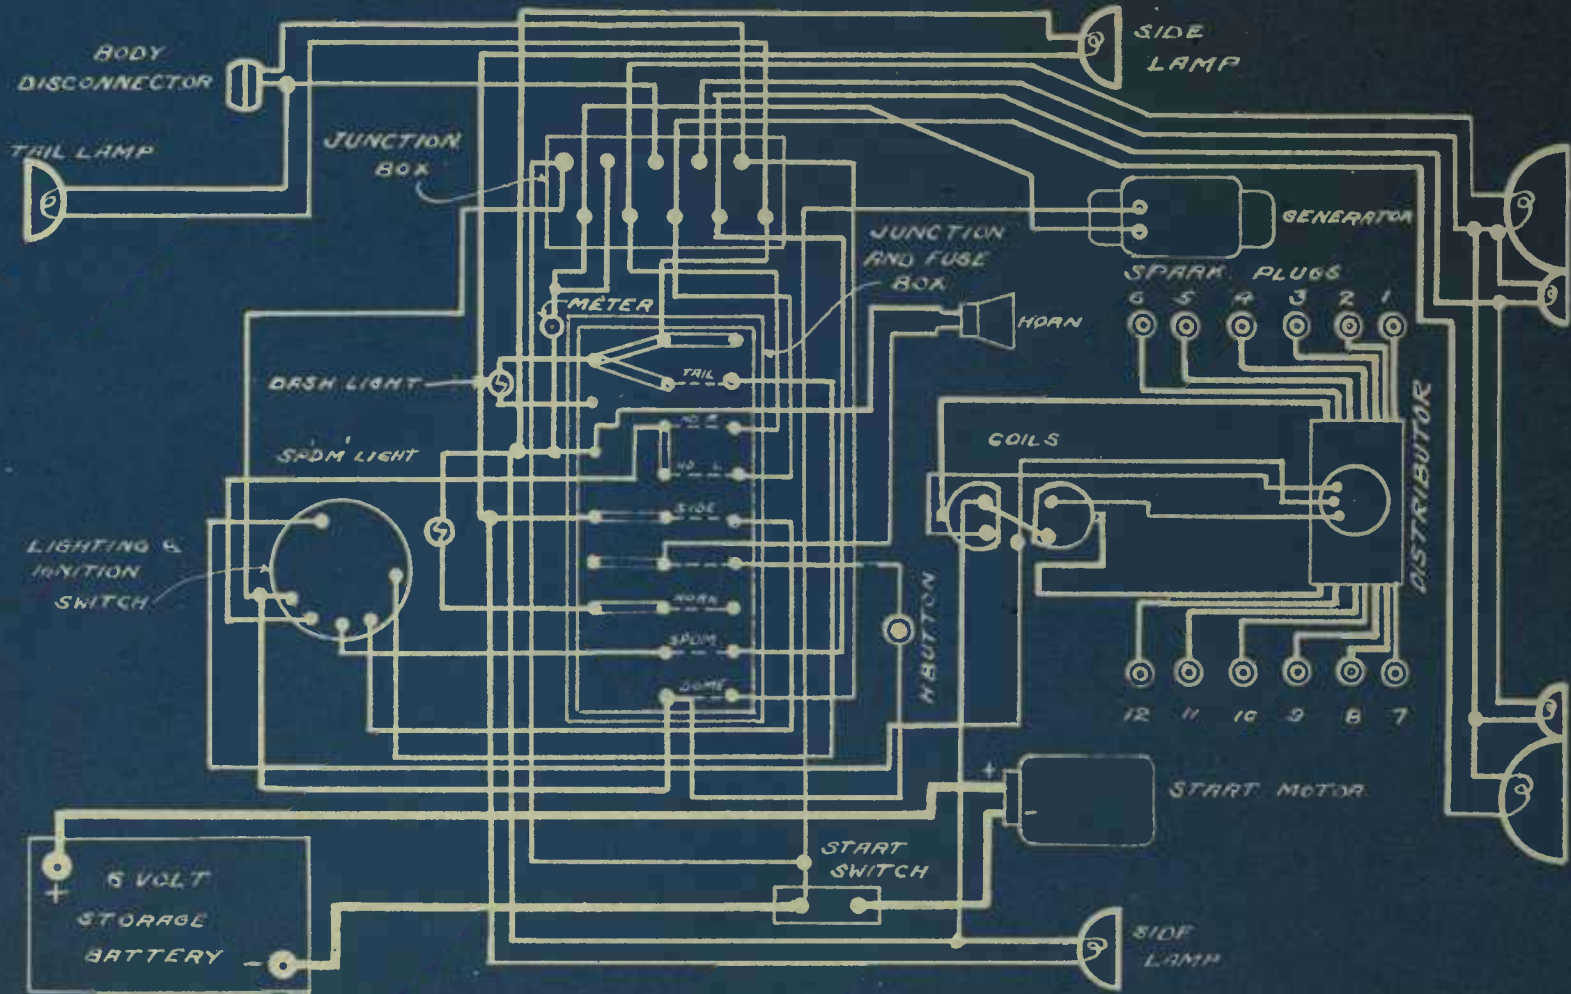 BODY
DISCONNECTOR
SIDE
LAMP
TAIL LAMP
JUNCTION
BOX
JUNCTION
AND FUSE
BOX
GENERATOR
SPARK PLUGS
6 5 4 3 2 1
METER
HORN
DASH LIGHT
TAIL
SPDM LIGHT
COILS
DISTRIBUTOR
SIDE
LIGHTING &
IGNITION
SWITCH
HORN
H BUTTON
SPDM
DOME
12 11 10 9 8 7
+
START MOTOR
-
START
SWITCH
+
6 VOLT
STORAGE
BATTERY -
SIDE
LAMP